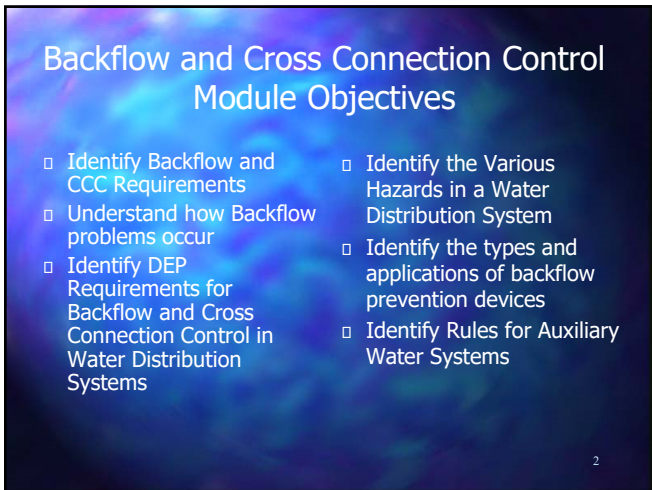 Backflow and Cross Connection Control
Module Objectives
Identify Backflow and
CCC Requirements
Understand how Backflow
problems occur
Identify DEP
Requirements for
Backflow and Cross
Connection Control in
Water Distribution
Systems
Identify the Various
Hazards in a Water
Distribution System
Identify the types and
applications of backflow
prevention devices
Identify Rules for Auxiliary
Water Systems
2